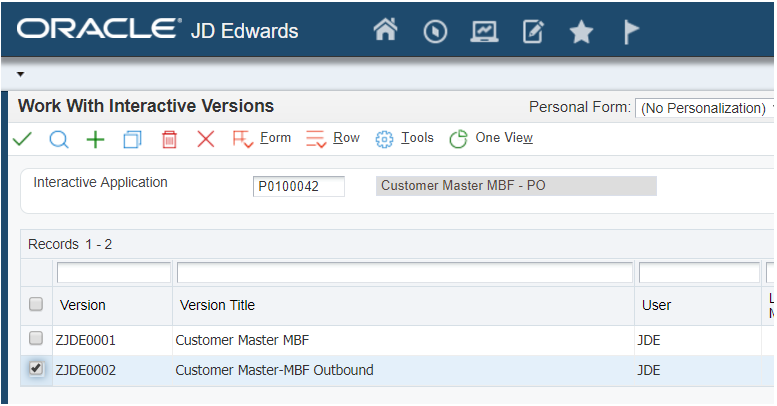 ORACLE® JD Edwards
Work With Interactive Versions Personal Form: (No Personalization)
Form Row Tools One View
Interactive Application P0100042 Customer Master MBF - PO
Records 1 - 2
Version Version Title User L
M
ZJDE0001 Customer Master MBF JDE
ZJDE0002 Customer Master-MBF Outbound JDE